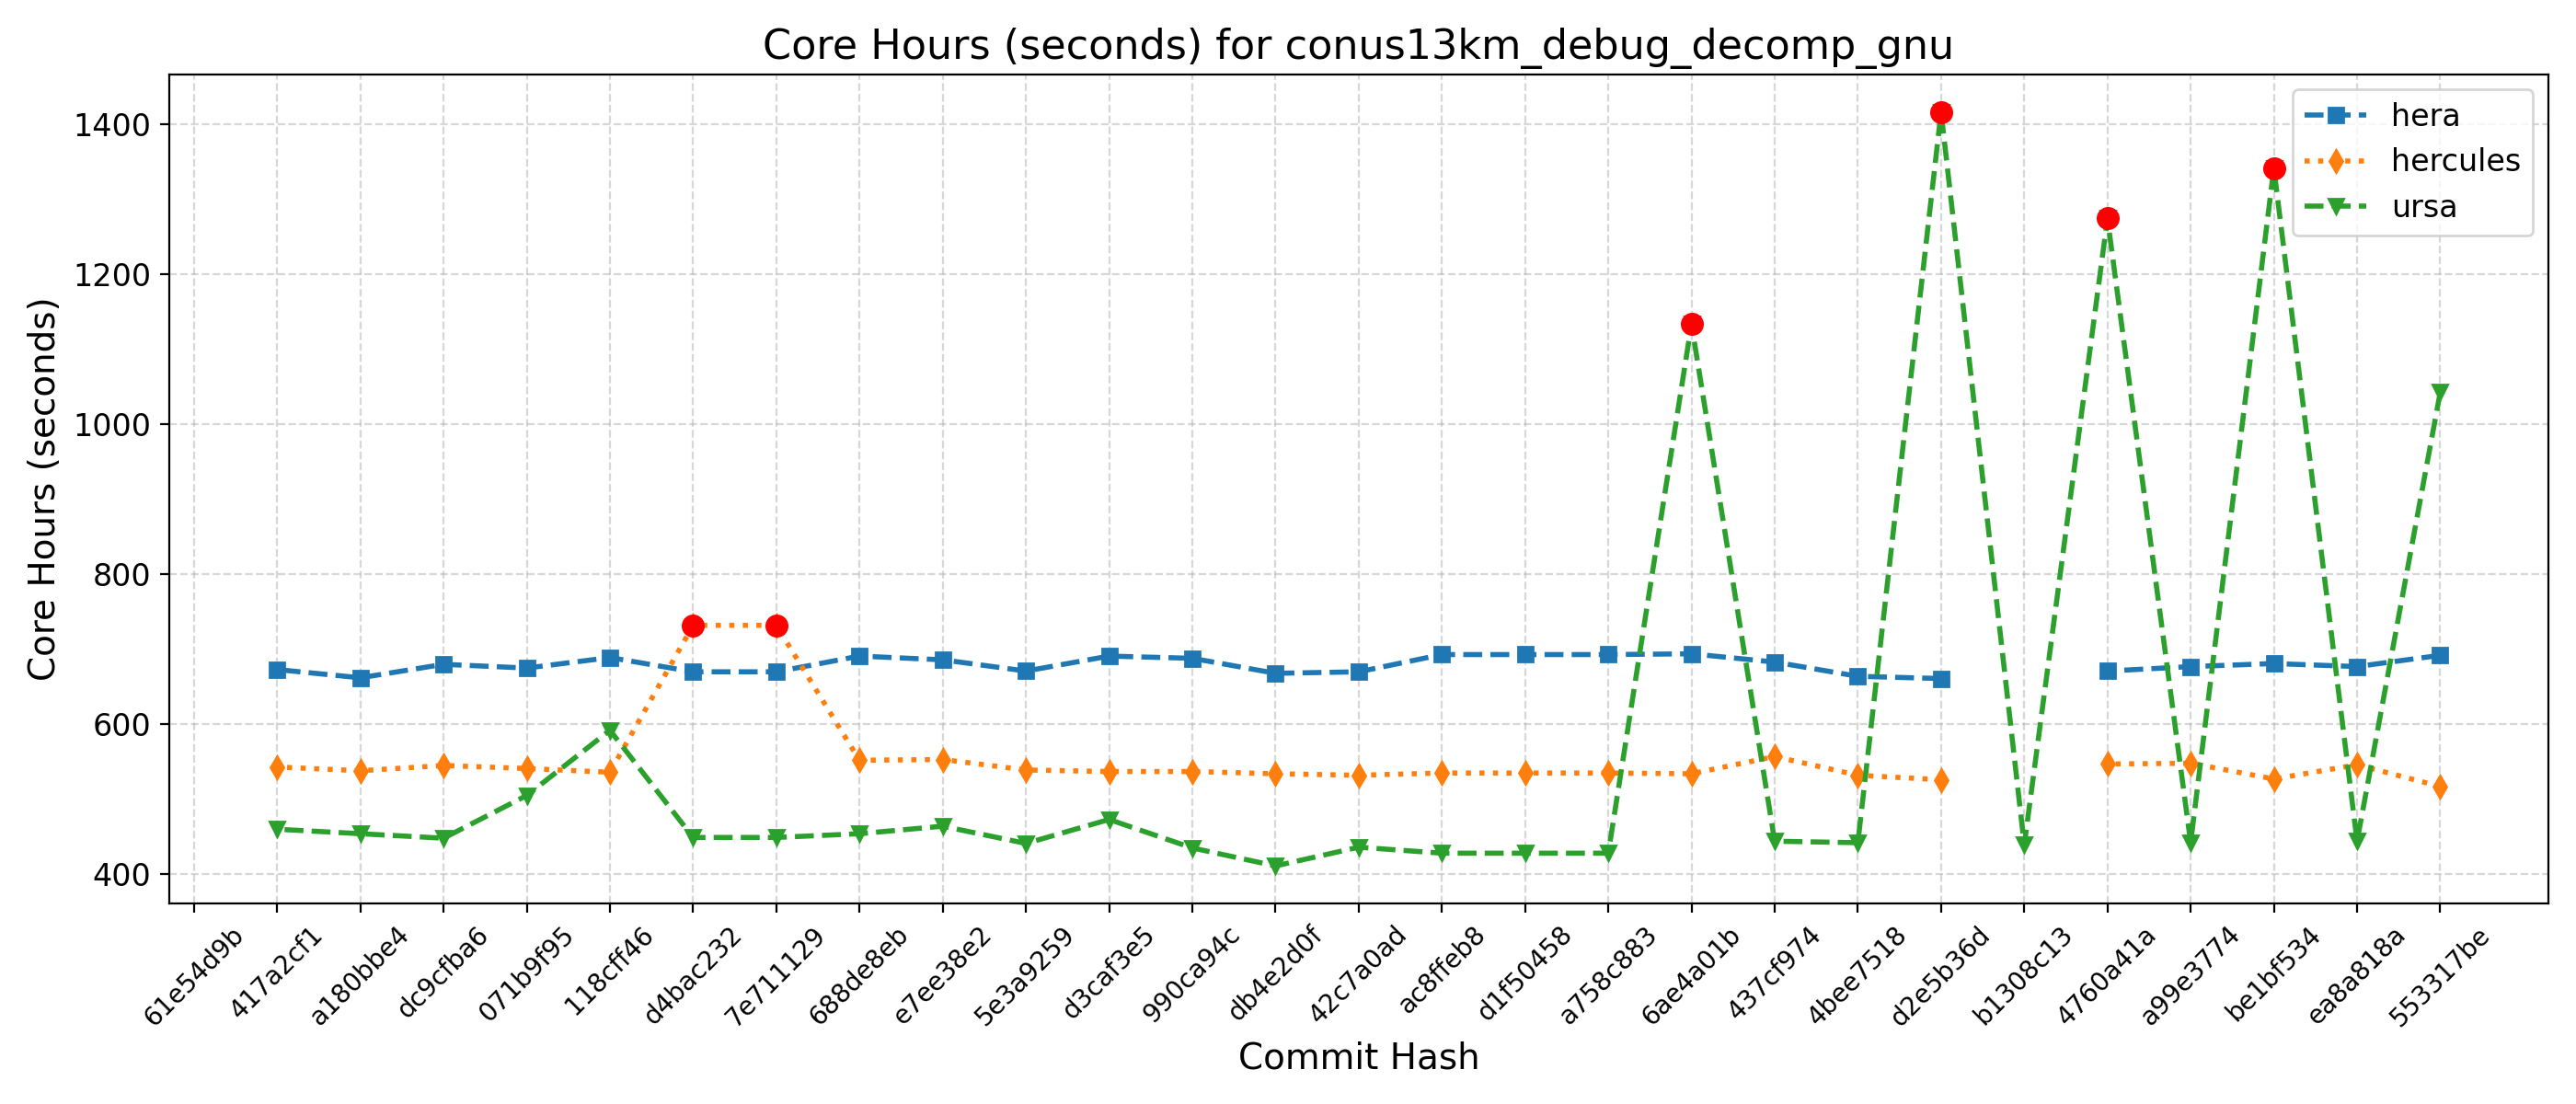 Core Hours (seconds) for conus13km_debug_decomp_gnu
Core Hours (seconds)
1400
1200
1000
800
600
400
hera
hercules
ursa
61e54d9b
417a2cf1
a180bbe4
dc9cfba6
071b9f95
118cff46
d4bac232
7e711129
688de8eb
e7ee38e2
5e3a9259
d3caf3e5
990ca94c
db4e2d0f
42c7a0ad
ac8ffeb8
d1f50458
a758c883
6ae4a01b
437cf974
4bee7518
d2e5b36d
b1308c13
4760a41a
a99e3774
be1bf534
ea8a818a
553317be
Commit Hash